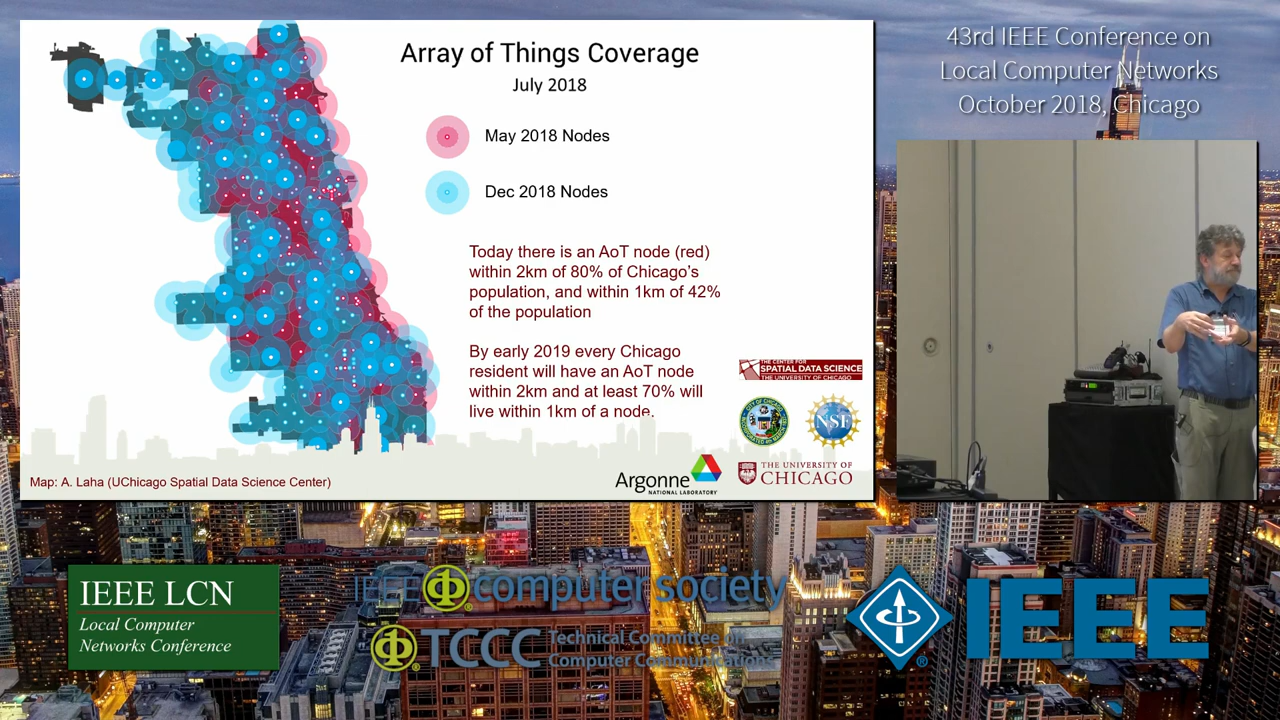 Array of Things Coverage
July 2018
May 2018 Nodes
Dec 2018 Nodes
Today there is an AoT node (red)
within 2km of 80% of Chicago's
population, and within 1km of 42%
of the population
By early 2019 every Chicago
resident will have an AoT node
within 2km and at least 70% will
live within 1km of a node.
THE CENTER FOR
SPATIAL DATA SCIENCE
THE UNIVERSITY OF CHICAGO
NSF
Argonne
NATIONAL LABORATORY
THE UNIVERSITY OF
CHICAGO
Map: A. Laha (UChicago Spatial Data Science Center)
43rd IEEE Conference on
Local Computer Networks
October 2018, Chicago
IEEE LCN
Local Computer
Networks Conference
IEEE computer society
TCCC Technical Committee on
Computer Communications
IEEE